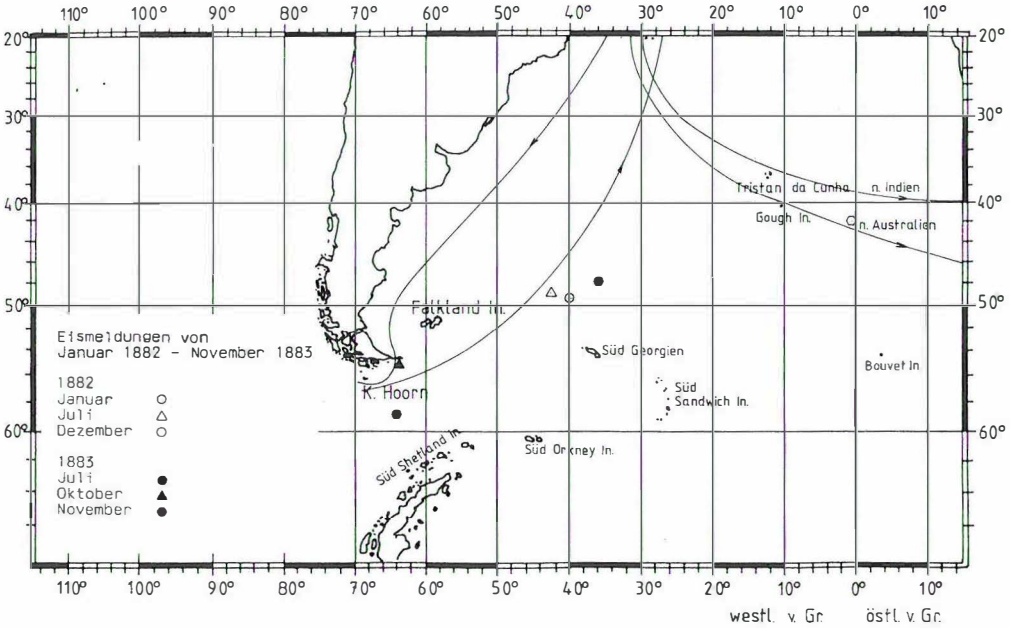 110° 100° 90° 80° 70° 60° 50° 40° 30° 20° 10° 0° 10°
20° 20°
30° 30°
Tristan da Cunha n. Indien
40° 40°
Gough In. n. Australien
50° 50°
Falkland In.
Eismeldungen von
Januar 1882 - November 1883
Süd Georgien
Bouvet In.
1882
Januar
Juli
Dezember
K. Hoorn
Süd
Sandwich In.
60° 60°
Süd Shetland In.
Süd Orkney In.
1883
Juli
Oktober
November
110° 100° 90° 80° 70° 60° 50° 40° 30° 20° 10° 0° 10°
westl. v. Gr. östl. v. Gr.